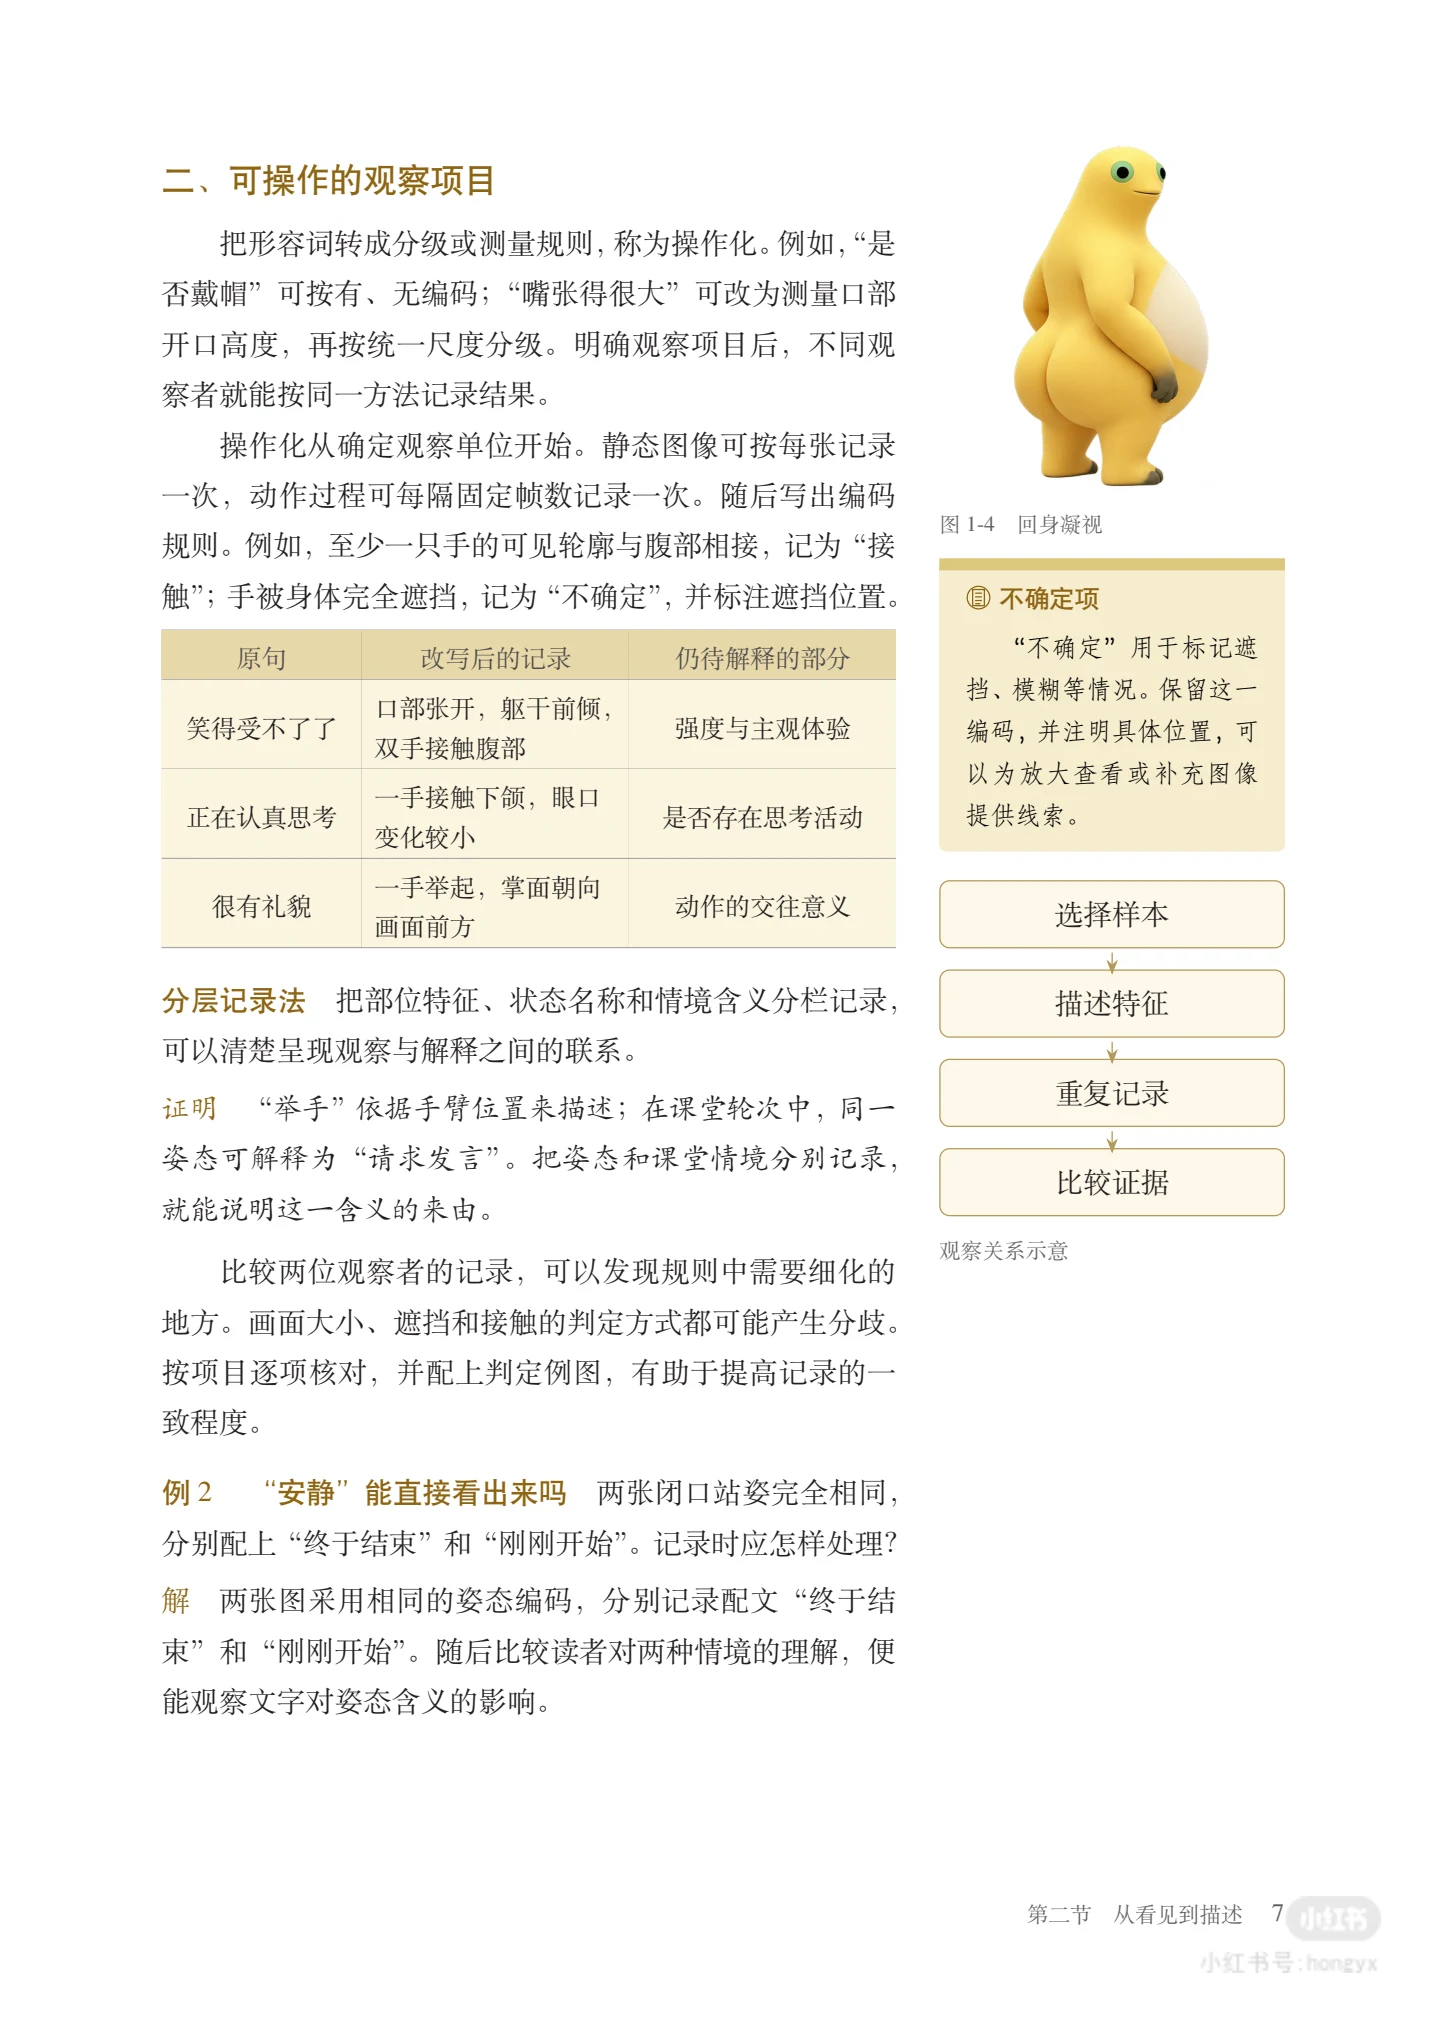 二、可操作的观察项目
把形容词转成分级或测量规则，称为操作化。例如，“是
否戴帽”可按有、无编码；“嘴张得很大”可改为测量口部
开口高度，再按统一尺度分级。明确观察项目后，不同观
察者就能按同一方法记录结果。
操作化从确定观察单位开始。静态图像可按每张记录
一次，动作过程可每隔固定帧数记录一次。随后写出编码
规则。例如，至少一只手的可见轮廓与腹部相接，记为“接
触”；手被身体完全遮挡，记为“不确定”，并标注遮挡位置。
原句 改写后的记录 仍待解释的部分
笑得受不了了 口部张开，躯干前倾， 强度与主观体验
双手接触腹部
正在认真思考 一手接触下颌，眼口 是否存在思考活动
变化较小
很有礼貌 一手举起，掌面朝向 动作的交往意义
画面前方
分层记录法 把部位特征、状态名称和情境含义分栏记录，
可以清楚呈现观察与解释之间的联系。
证明 “举手”依据手臂位置来描述；在课堂轮次中，同一
姿态可解释为“请求发言”。把姿态和课堂情境分别记录，
就能说明这一含义的来由。
比较两位观察者的记录，可以发现规则中需要细化的
地方。画面大小、遮挡和接触的判定方式都可能产生分歧。
按项目逐项核对，并配上判定例图，有助于提高记录的一
致程度。
例 2 “安静”能直接看出来吗 两张闭口站姿完全相同，
分别配上“终于结束”和“刚刚开始”。记录时应怎样处理？
解 两张图采用相同的姿态编码，分别记录配文“终于结
束”和“刚刚开始”。随后比较读者对两种情境的理解，便
能观察文字对姿态含义的影响。
图 1-4 回身凝视
不确定项
“不确定”用于标记遮
挡、模糊等情况。保留这一
编码，并注明具体位置，可
以为放大查看或补充图像
提供线索。
选择样本
描述特征
重复记录
比较证据
观察关系示意
第二节 从看见到描述 7
小红书
小红书号：hongyx